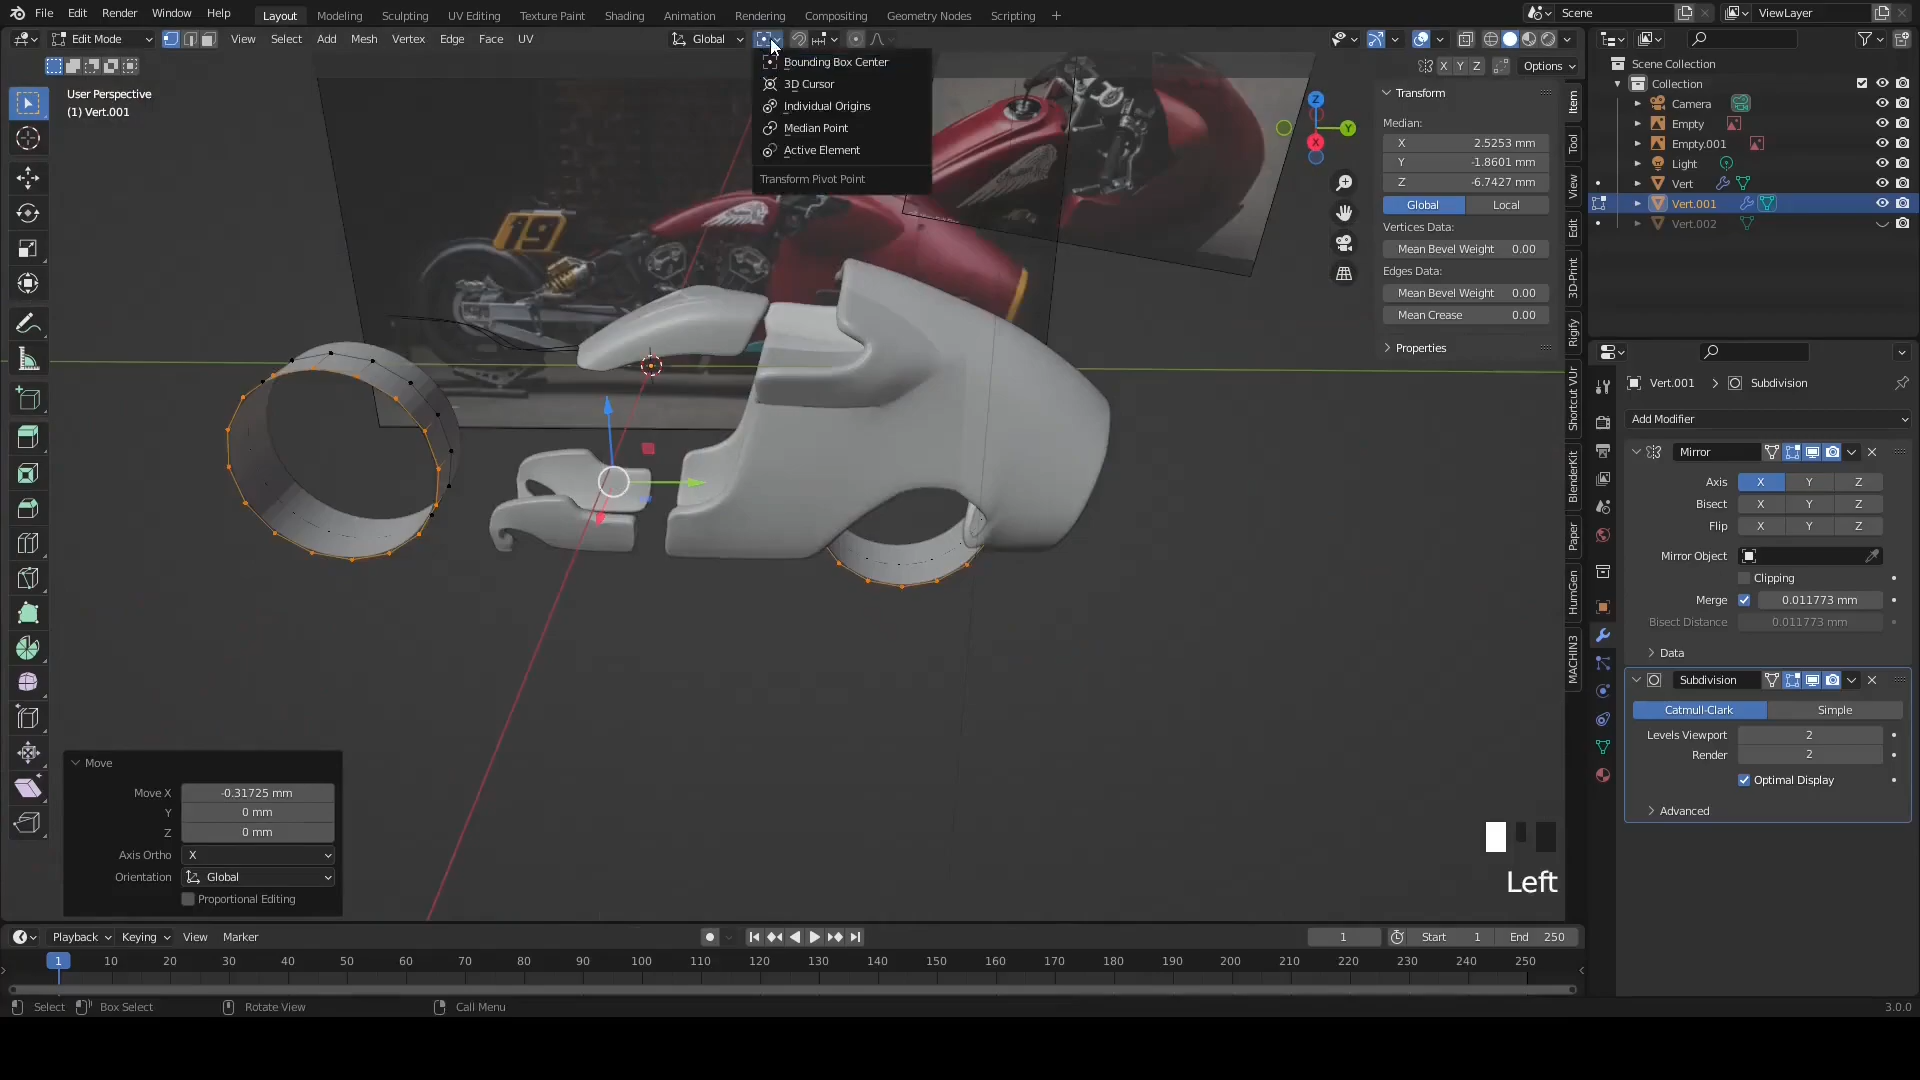 File Edit Render Window Help Layout Modeling Sculpting UV Editing Texture Paint Shading Animation Rendering Compositing Geometry Nodes Scripting + Scene ViewLayer
Edit Mode View Select Add Mesh Vertex Edge Face UV Global
Bounding Box Center
3D Cursor
Individual Origins
Median Point
Active Element
Transform Pivot Point
X Y Z Options
User Perspective
(1) Vert.001
19
Z
Y
X
Transform
Median:
X 2.5253 mm
Y -1.8601 mm
Z -6.7427 mm
Global Local
Vertices Data:
Mean Bevel Weight 0.00
Edges Data:
Mean Bevel Weight 0.00
Mean Crease 0.00
Properties
Item
Tool
View
Edit
3D-Print
Rigify
Shortcut VUr
BlenderKit
Paper
HumGen
MACHIN3
Scene Collection
Collection
Camera
Empty
Empty.001
Light
Vert
Vert.001
Vert.002
Vert.001 > Subdivision
Add Modifier
Mirror
Axis X Y Z
Bisect X Y Z
Flip X Y Z
Mirror Object
Clipping
Merge 0.011773 mm
Bisect Distance 0.011773 mm
Data
Subdivision
Catmull-Clark Simple
Levels Viewport 2
Render 2
Optimal Display
Advanced
Move
Move X -0.31725 mm
Y 0 mm
Z 0 mm
Axis Ortho X
Orientation Global
Proportional Editing
Left
Playback Keying View Marker 1 Start 1 End 250
1 10 20 30 40 50 60 70 80 90 100 110 120 130 140 150 160 170 180 190 200 210 220 230 240 250
Select Box Select Rotate View Call Menu 3.0.0